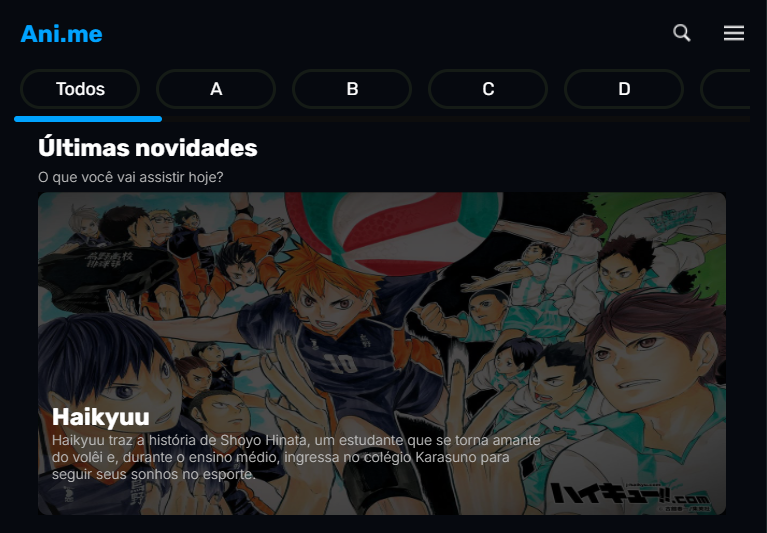 Ani.me
Todos
A
B
C
D
Últimas novidades
O que você vai assistir hoje?
10
Haikyuu
Haikyuu traz a história de Shoyo Hinata, um estudante que se torna amante
do volêi e, durante o ensino médio, ingressa no colégio Karasuno para
seguir seus sonhos no esporte.
ハイキュー!!.com